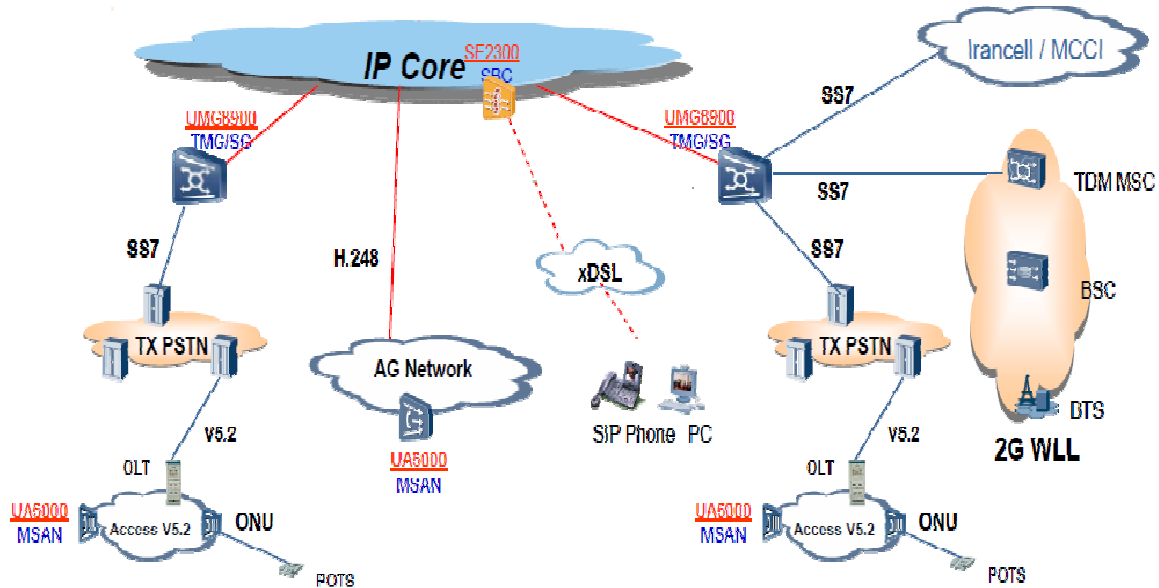 IP Core
SE2300
SBC
Irancell / MCCI
UMG8900
TMG/SG
UMG8900
TMG/SG
SS7
SS7
TDM MSC
SS7
H.248
SS7
xDSL
BSC
TX PSTN
AG Network
TX PSTN
SIP Phone
PC
BTS
2G WLL
V5.2
UA5000
MSAN
V5.2
OLT
OLT
UA5000
MSAN
Access V5.2
ONU
UA5000
MSAN
Access V5.2
ONU
POTS
POTS